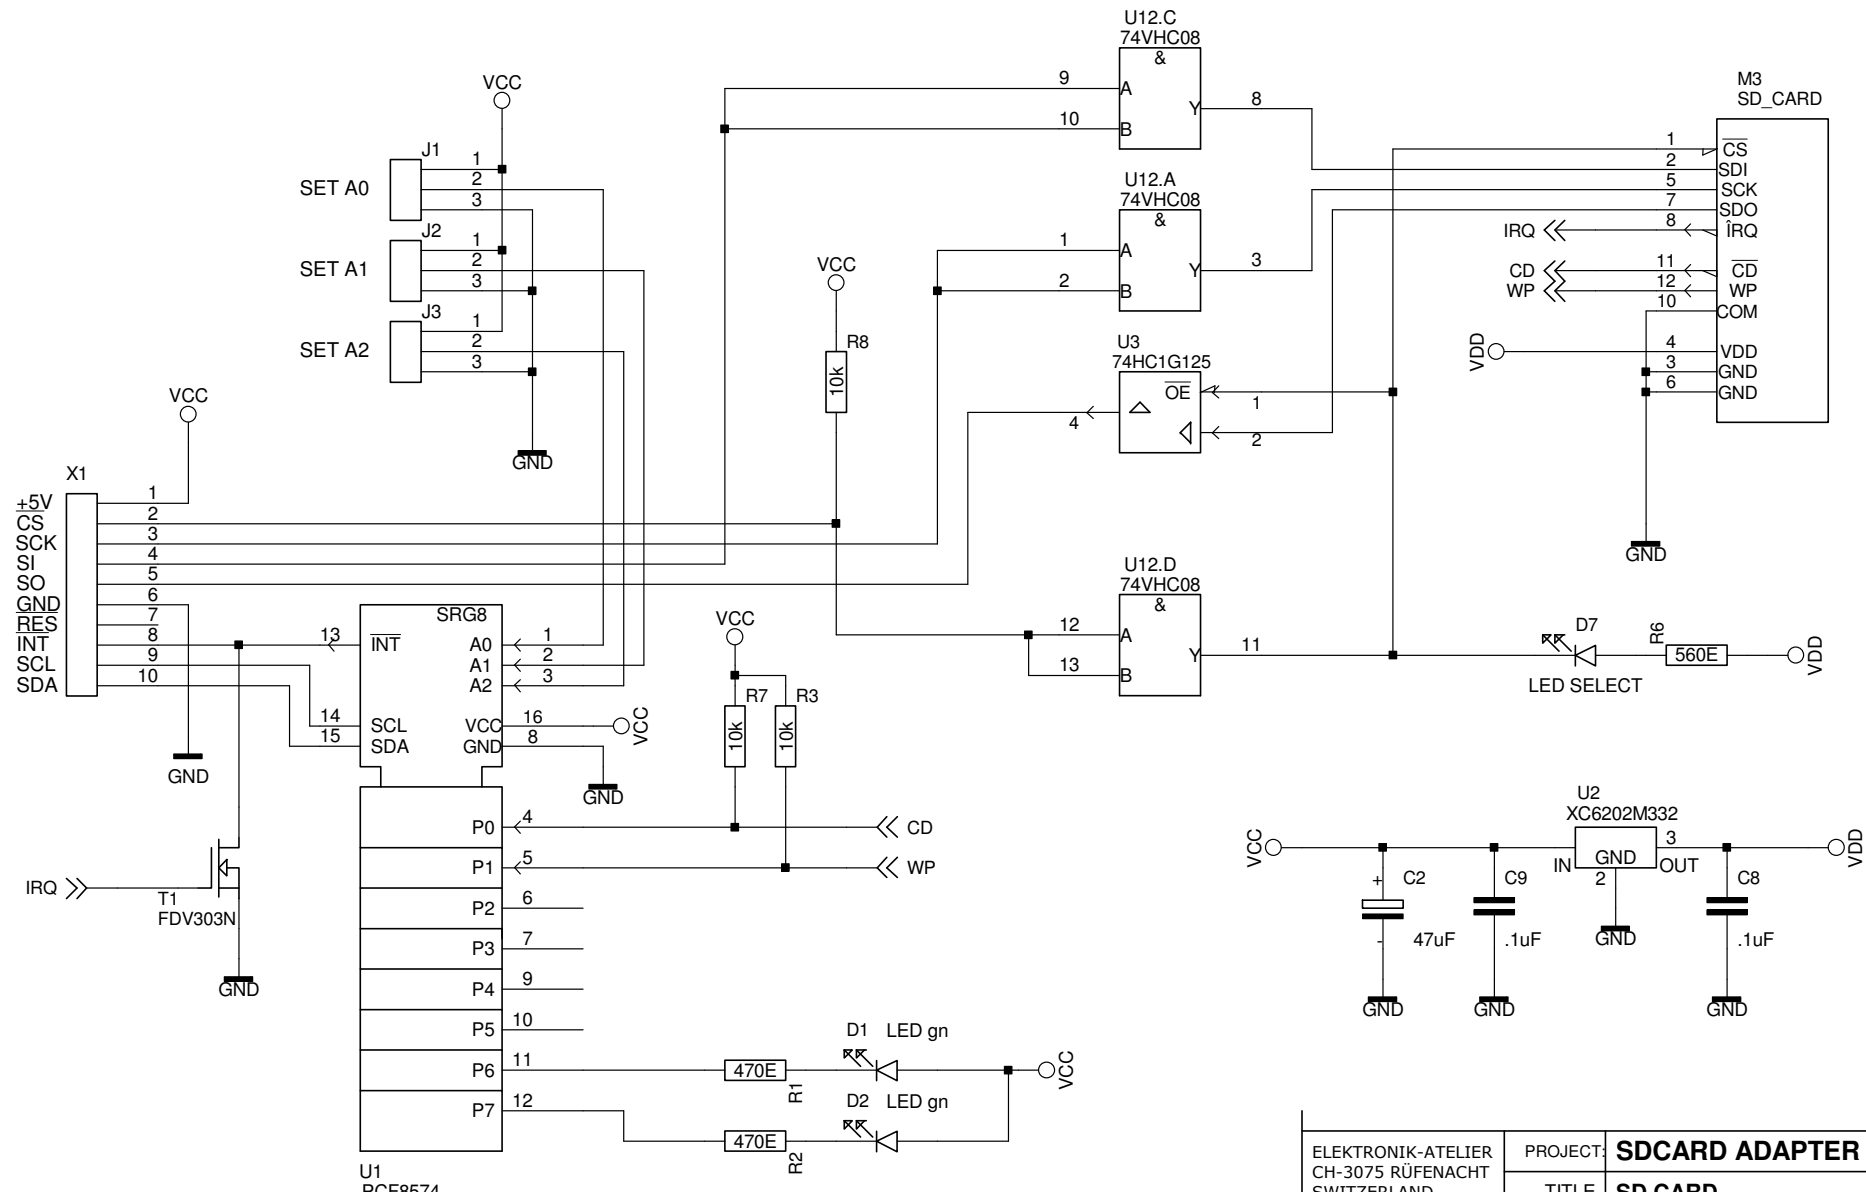 U12.C
74VHC08
&
9
A
10
B
Y
8
M3
SD_CARD
1
CS
2
SDI
5
SCK
7
SDO
IRQ
8
IRQ
CD
11
CD
WP
12
WP
10
COM
VDD
4
VDD
3
GND
6
GND
GND
VCC
J1
SET A0
1
2
3
J2
SET A1
1
2
3
J3
SET A2
1
2
3
GND
U12.A
74VHC08
&
1
A
2
B
Y
3
VCC
R8
10k
U3
74HC1G125
OE
1
2
4
VCC
X1
+5V
1
CS
2
SCK
3
SI
4
SO
5
GND
6
RES
7
INT
8
SCL
9
SDA
10
GND
U12.D
74VHC08
&
12
A
13
B
Y
11
D7
LED SELECT
R6
560E
VDD
SRG8
13
INT
A0
1
A1
2
A2
3
14
SCL
15
SDA
VCC
16
VCC
GND
8
GND
VCC
R7
10k
R3
10k
P0
4
CD
P1
5
WP
P2
6
P3
7
P4
9
P5
10
P6
11
P7
12
IRQ
T1
FDV303N
GND
470E
R1
D1
LED gn
470E
R2
D2
LED gn
VCC
U1
PCF8574
U2
XC6202M332
VCC
IN
GND
OUT
3
VDD
2
GND
+
C2
-
47uF
GND
C9
.1uF
GND
C8
.1uF
GND
ELEKTRONIK-ATELIER
CH-3075 RÜFENACHT
SWITZERLAND
PROJECT:
SDCARD ADAPTER
TITLE
SD CARD